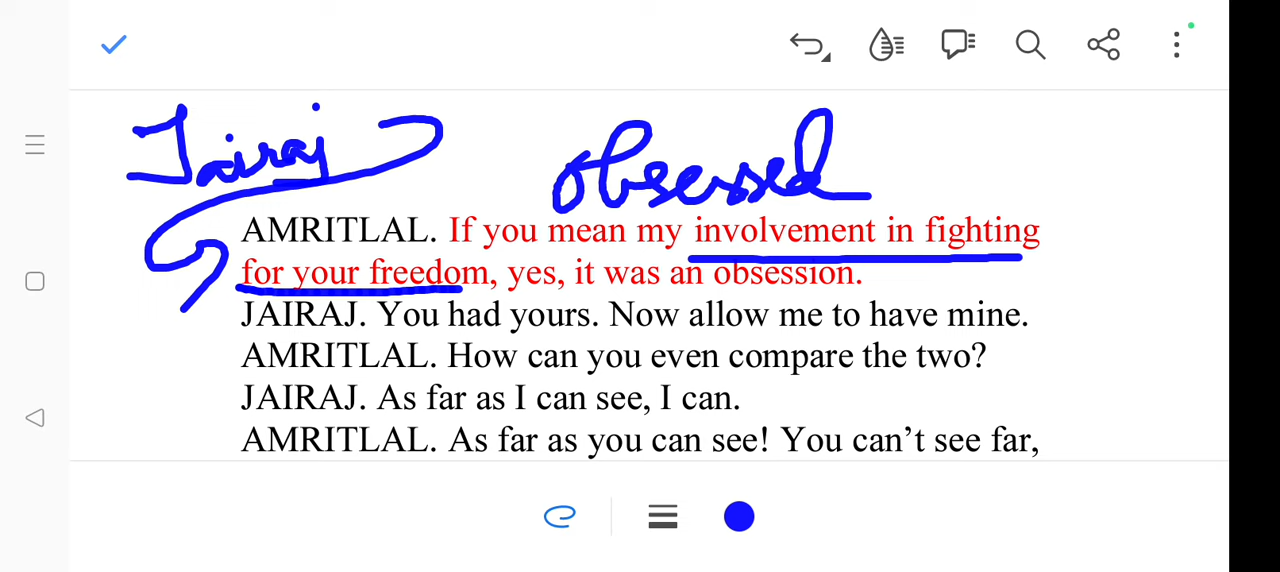 Jairaj obsessed
AMRITLAL. If you mean my involvement in fighting
for your freedom, yes, it was an obsession.
JAIRAJ. You had yours. Now allow me to have mine.
AMRITLAL. How can you even compare the two?
JAIRAJ. As far as I can see, I can.
AMRITLAL. As far as you can see! You can’t see far,